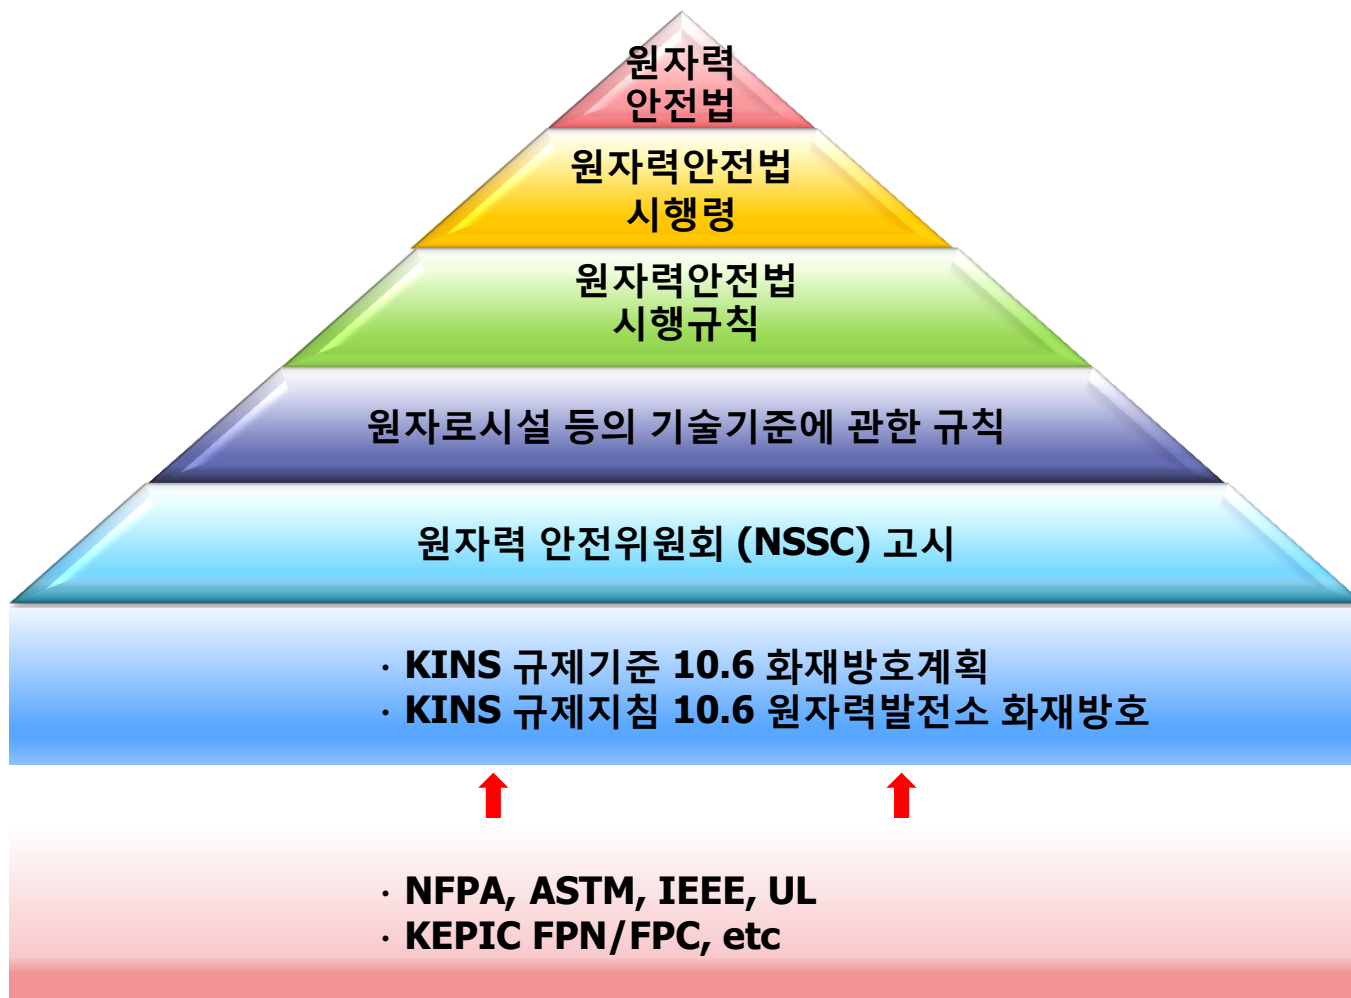 원자력
안전법
원자력안전법
시행령
원자력안전법
시행규칙
원자로시설 등의 기술기준에 관한 규칙
원자력 안전위원회 (NSSC) 고시
· KINS 규제기준 10.6 화재방호계획
· KINS 규제지침 10.6 원자력발전소 화재방호
· NFPA, ASTM, IEEE, UL
· KEPIC FPN/FPC, etc